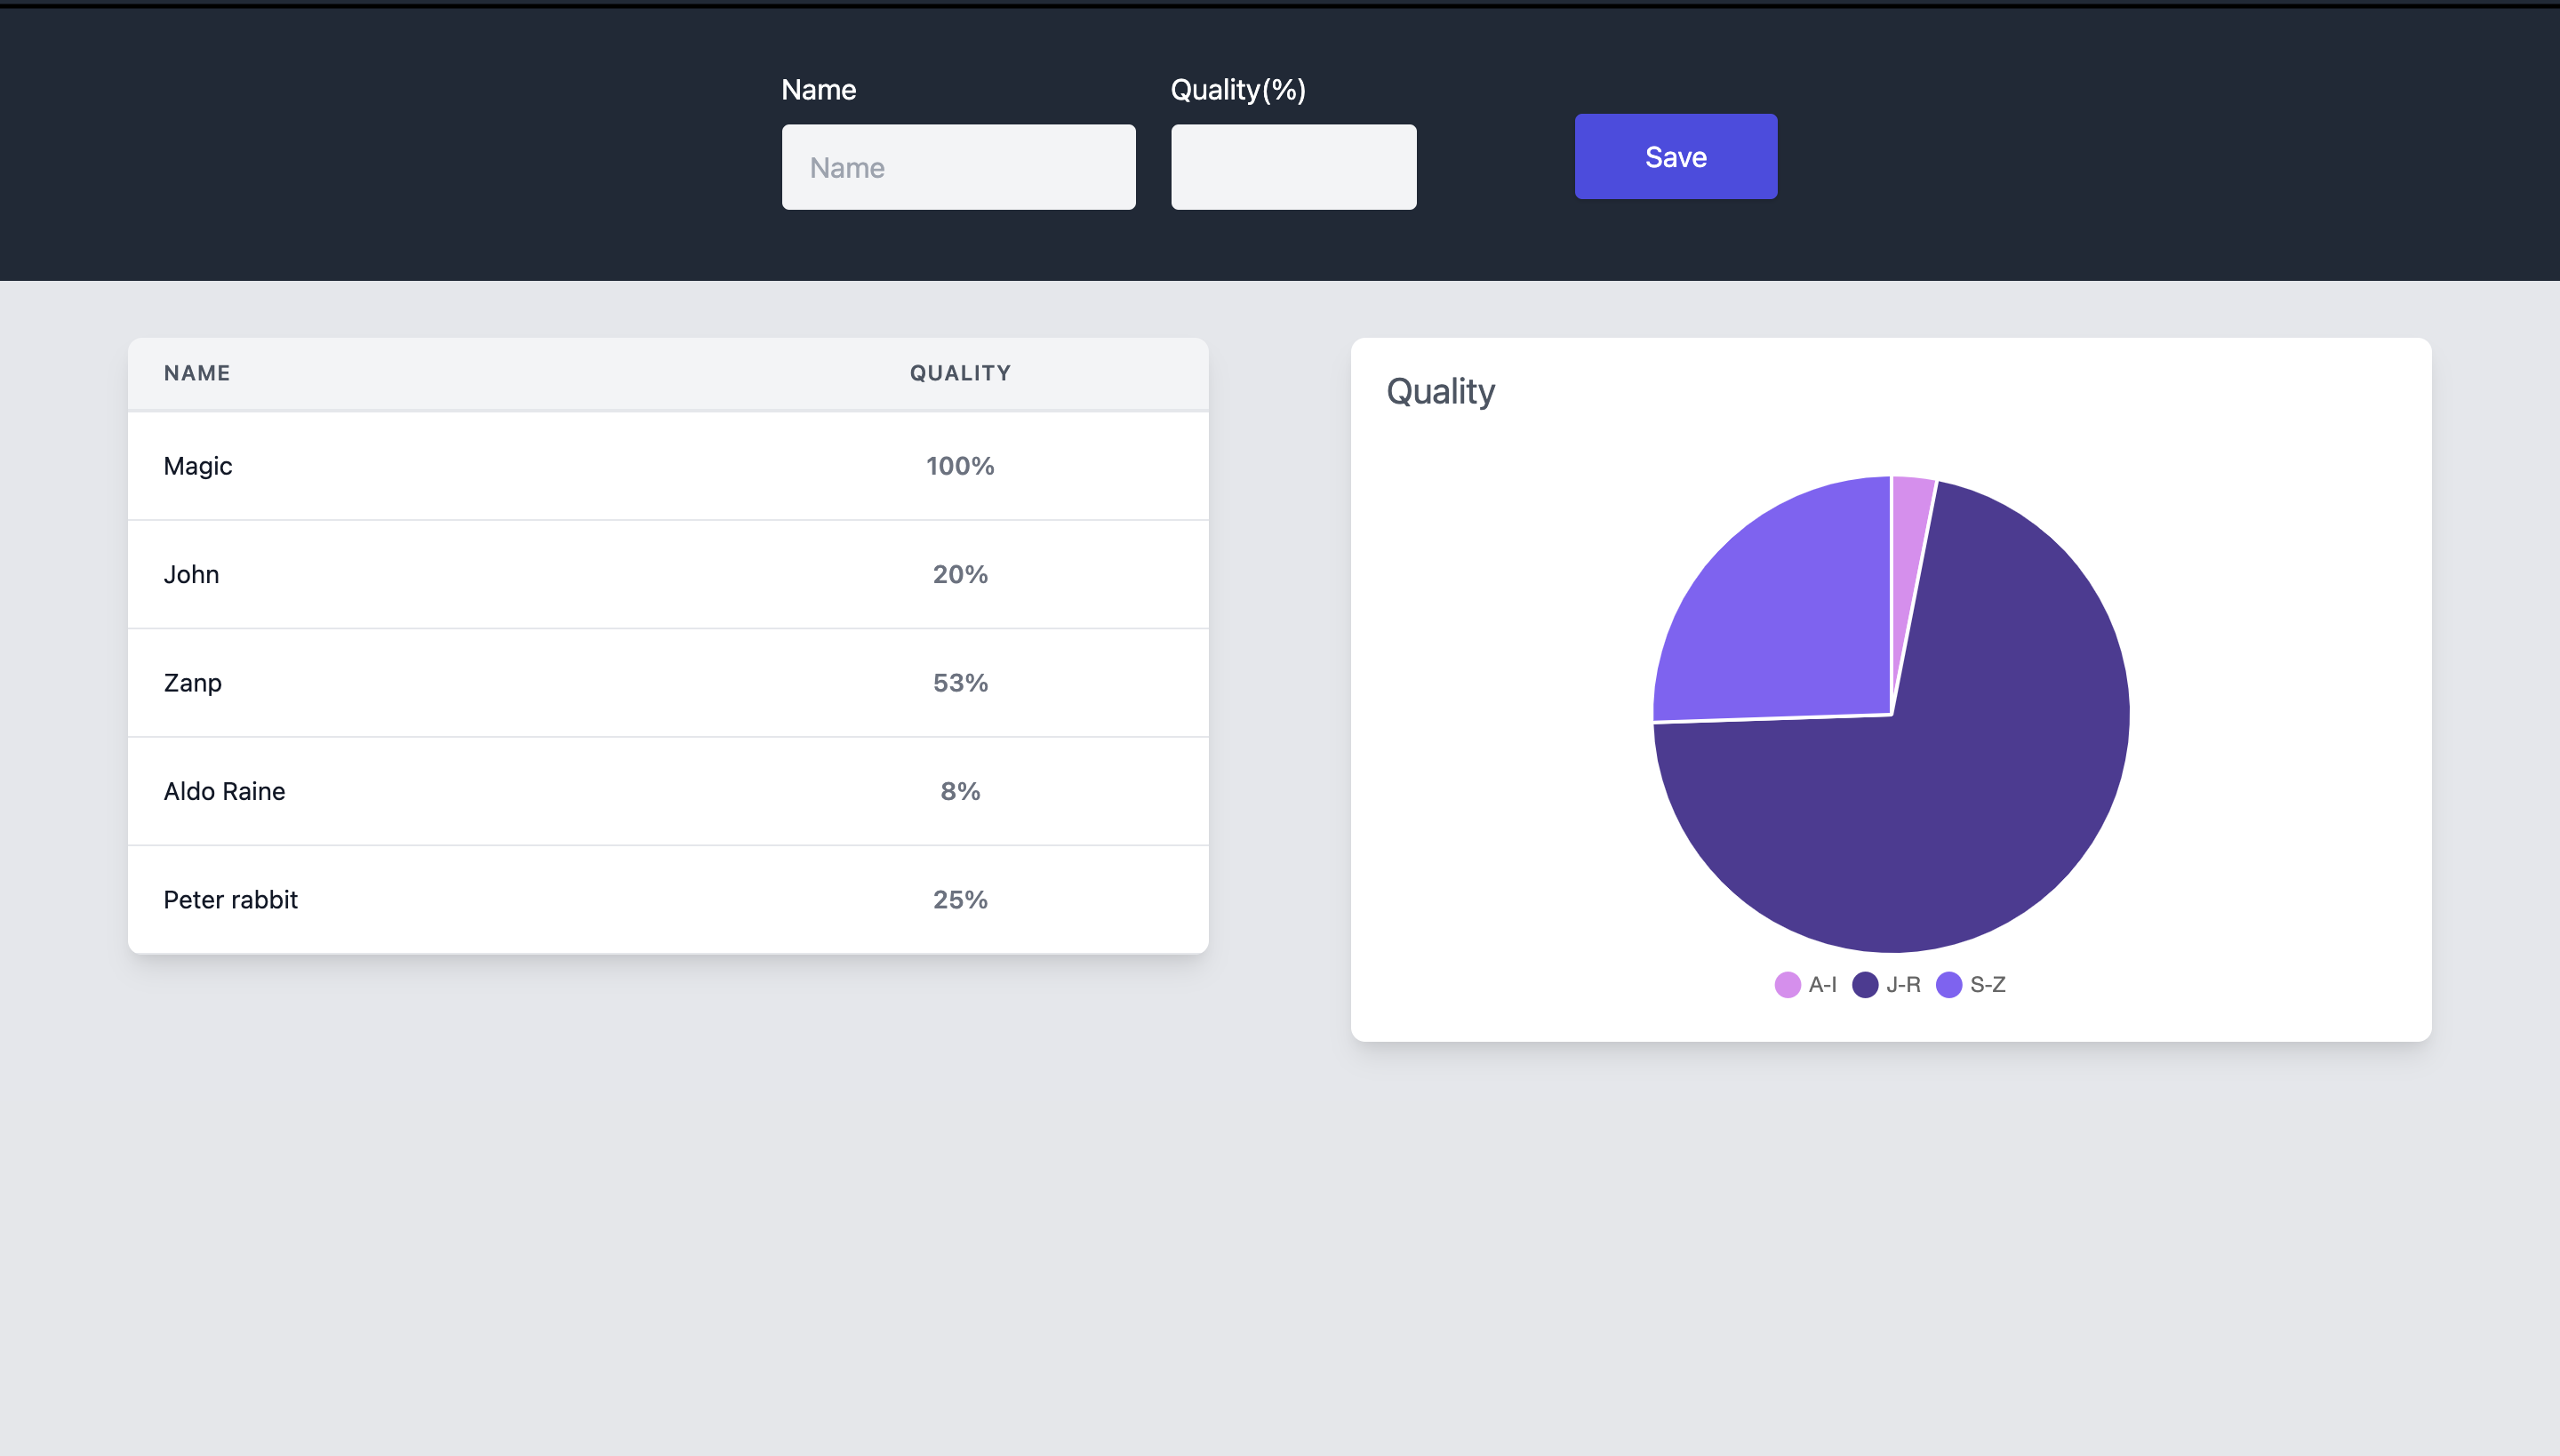 Name Quality(%)
Name Save
NAME QUALITY
Magic 100%
John 20%
Zanp 53%
Aldo Raine 8%
Peter rabbit 25%
Quality
A-I J-R S-Z